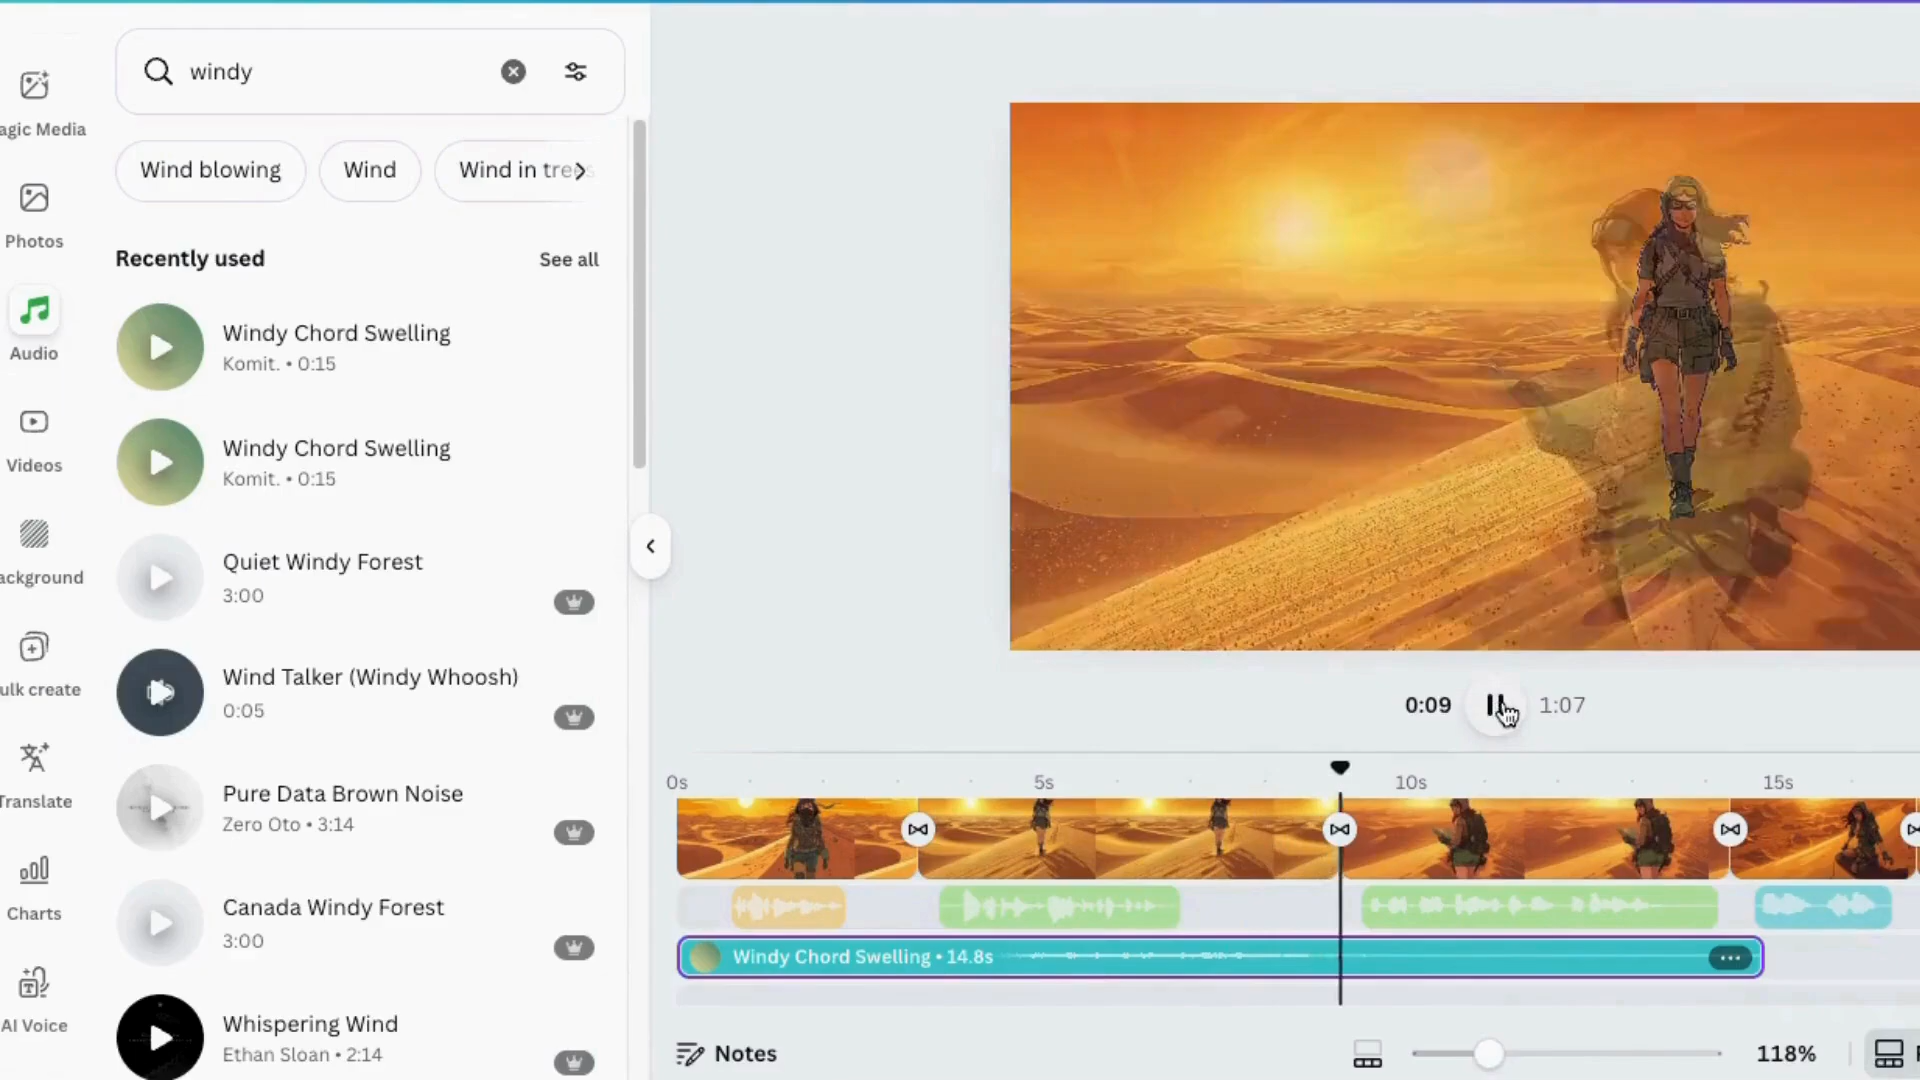 agic Media
Photos
Audio
Videos
ackground
ulk create
Translate
Charts
AI Voice
windy
Wind blowing
Wind
Wind in trees
Recently used
See all
Windy Chord Swelling
Komit. • 0:15
Windy Chord Swelling
Komit. • 0:15
Quiet Windy Forest
3:00
Wind Talker (Windy Whoosh)
0:05
Pure Data Brown Noise
Zero Oto • 3:14
Canada Windy Forest
3:00
Whispering Wind
Ethan Sloan • 2:14
0:09
1:07
0s
5s
10s
15s
Windy Chord Swelling • 14.8s
Notes
118%